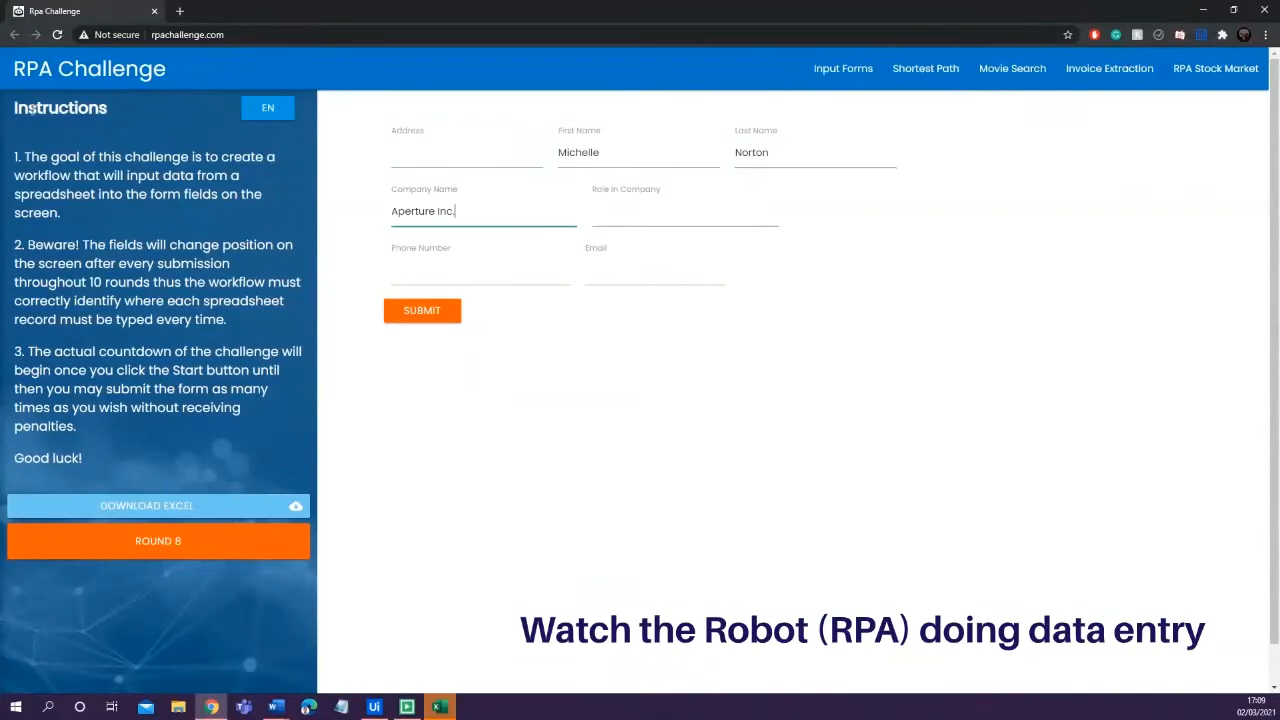 Rpa Challenge
Not secure | rpachallenge.com
RPA Challenge
Input Forms Shortest Path Movie Search Invoice Extraction RPA Stock Market
Instructions
EN
1. The goal of this challenge is to create a
workflow that will input data from a
spreadsheet into the form fields on the
screen.
2. Beware! The fields will change position on
the screen after every submission
throughout 10 rounds thus the workflow must
correctly identify where each spreadsheet
record must be typed every time.
3. The actual countdown of the challenge will
begin once you click the Start button until
then you may submit the form as many
times as you wish without receiving
penalties.
Good luck!
DOWNLOAD EXCEL
ROUND 8
Address First Name Last Name
Michelle Norton
Company Name Role in Company
Aperture Inc.
Phone Number Email
SUBMIT
Watch the Robot (RPA) doing data entry
Ui
17:09
02/03/2021